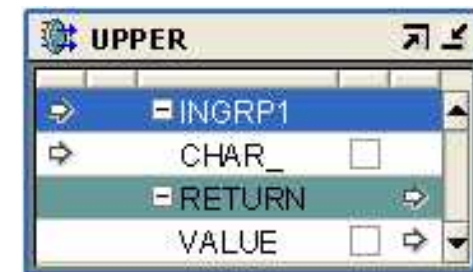 UPPER
INGRP1
CHAR_
RETURN
VALUE